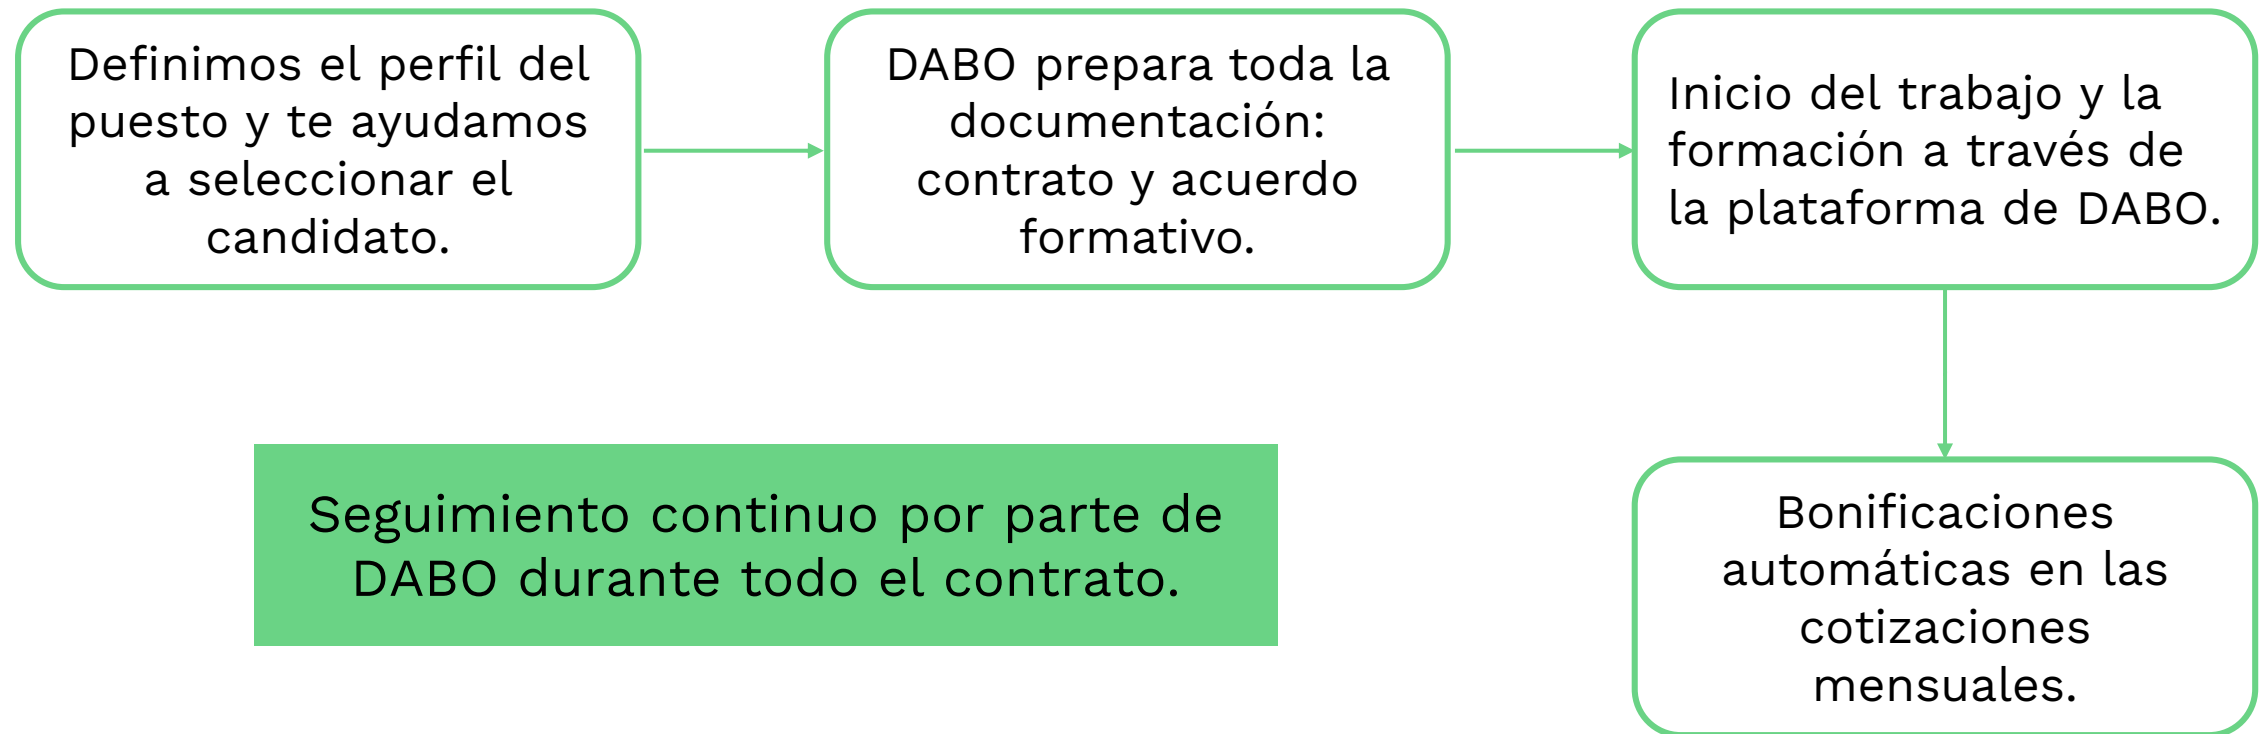 Definimos el perfil del
puesto y te ayudamos
a seleccionar el
candidato.
DABO prepara toda la
documentación:
contrato y acuerdo
formativo.
Inicio del trabajo y la
formación a través de
la plataforma de DABO.
Bonificaciones
automáticas en las
cotizaciones
mensuales.
Seguimiento continuo por parte de
DABO durante todo el contrato.